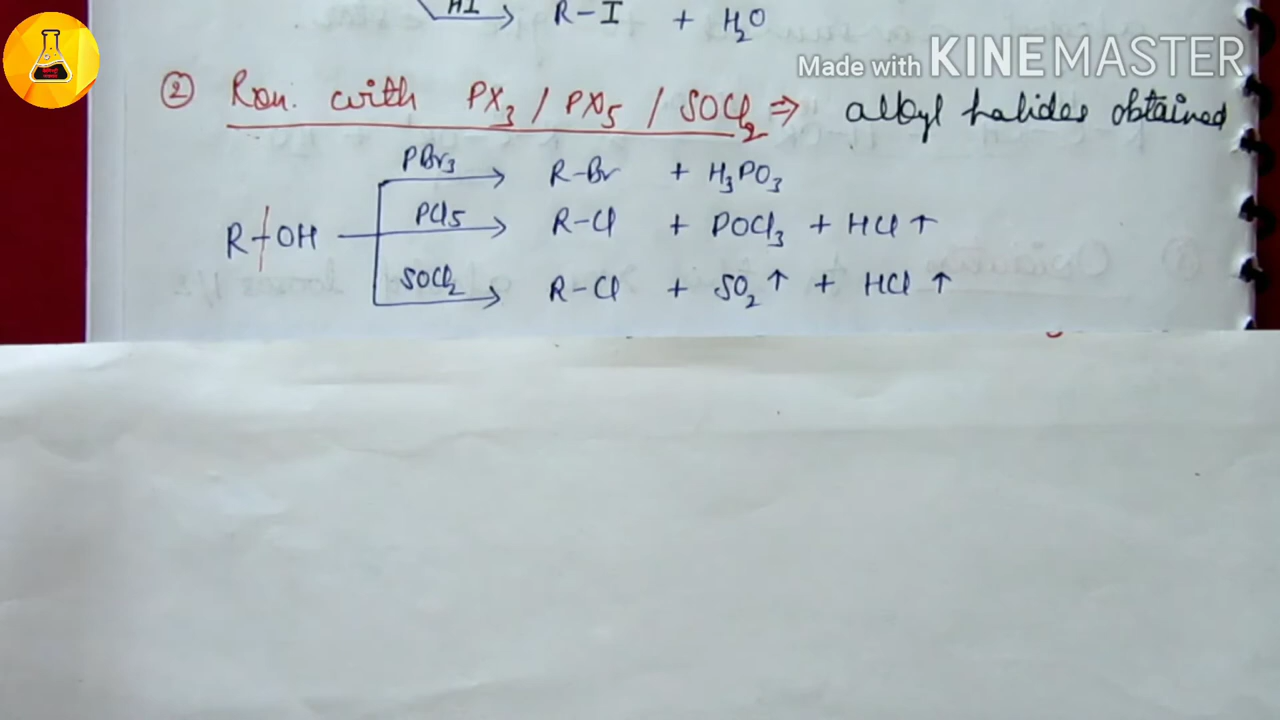 HI → R-I + H₂O
Made with KINEMASTER
② Rxn. with PX₃ / PX₅ / SOCl₂ ⇒ alkyl halides obtained
PBr₃ → R-Br + H₃PO₃
R-OH PCl₅ → R-Cl + POCl₃ + HCl ↑
SOCl₂ → R-Cl + SO₂ ↑ + HCl ↑